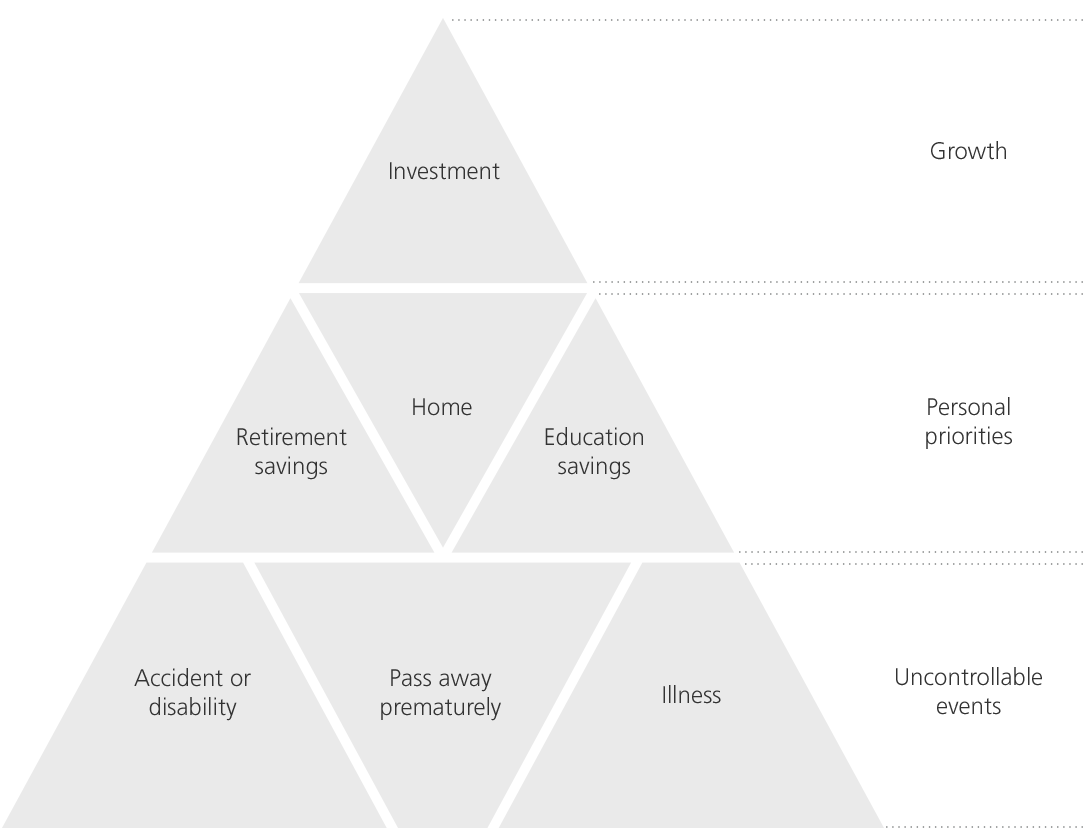 Investment
Growth
Home
Retirement
savings
Education
savings
Personal
priorities
Accident or
disability
Pass away
prematurely
Illness
Uncontrollable
events